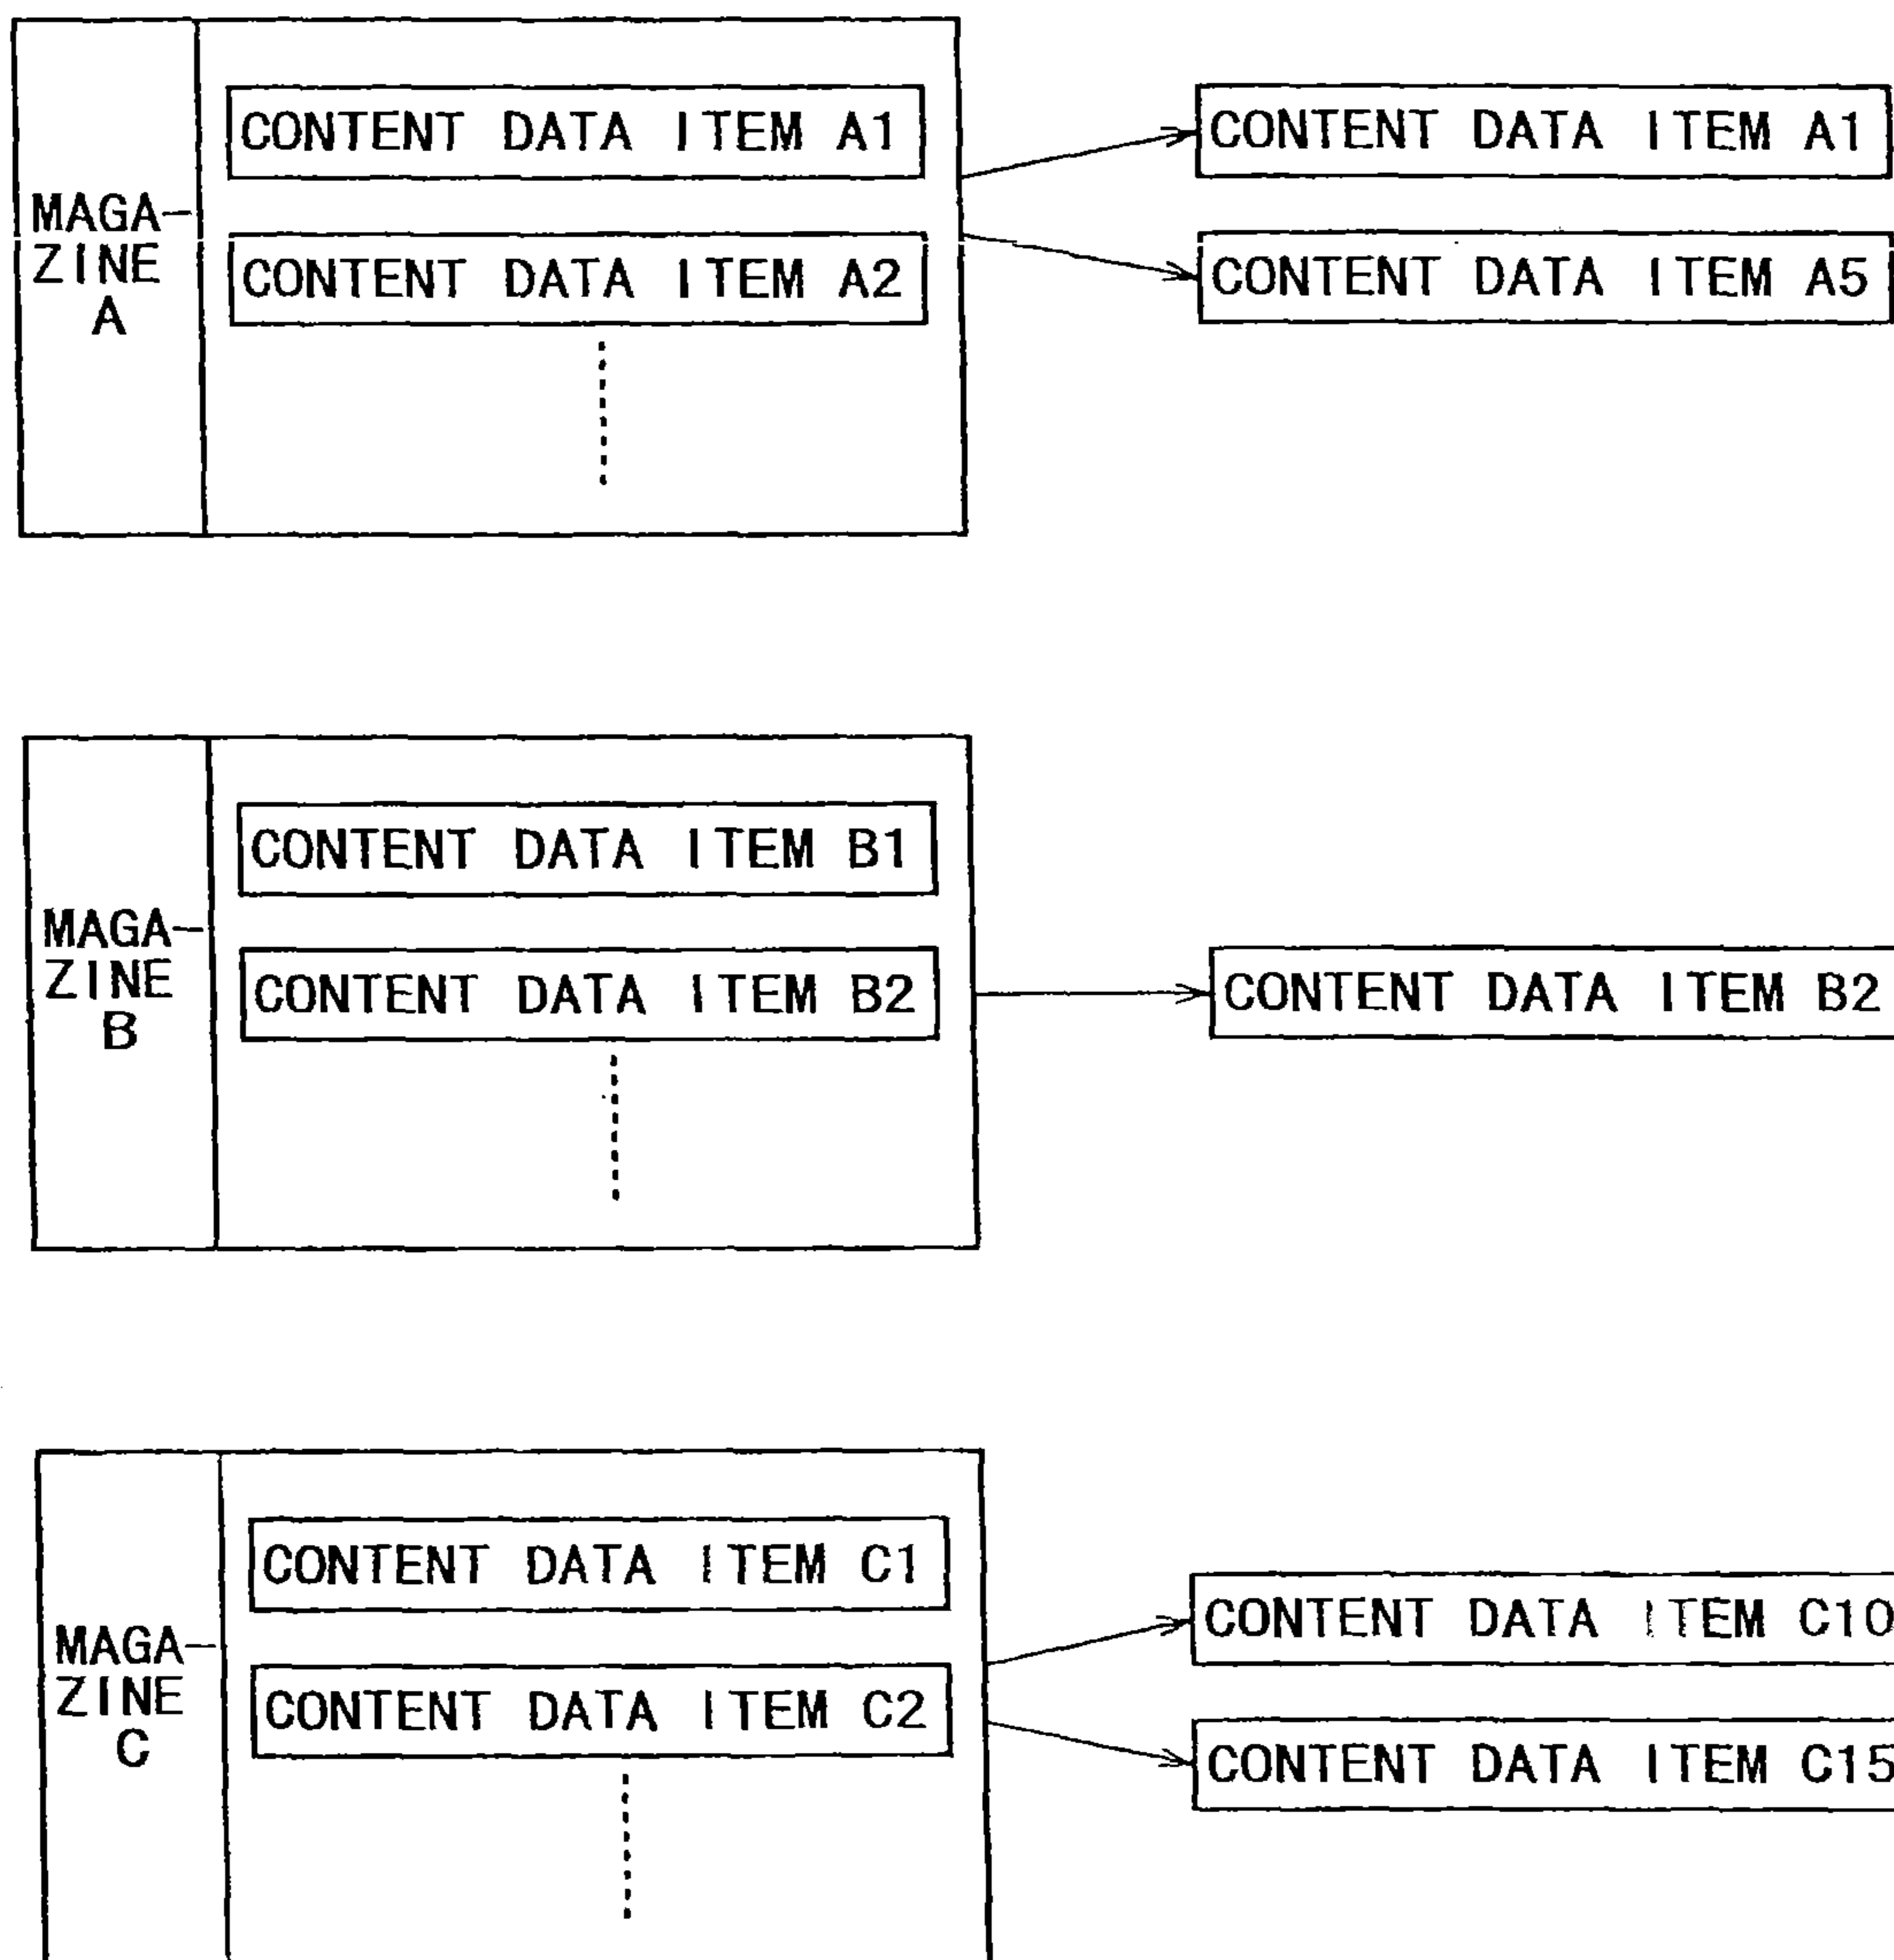 MAGA-
ZINE
A
CONTENT DATA ITEM A1
CONTENT DATA ITEM A2
CONTENT DATA ITEM A1
CONTENT DATA ITEM A5
MAGA-
ZINE
B
CONTENT DATA ITEM B1
CONTENT DATA ITEM B2
CONTENT DATA ITEM B2
MAGA-
ZINE
C
CONTENT DATA ITEM C1
CONTENT DATA ITEM C2
CONTENT DATA ITEM C10
CONTENT DATA ITEM C15